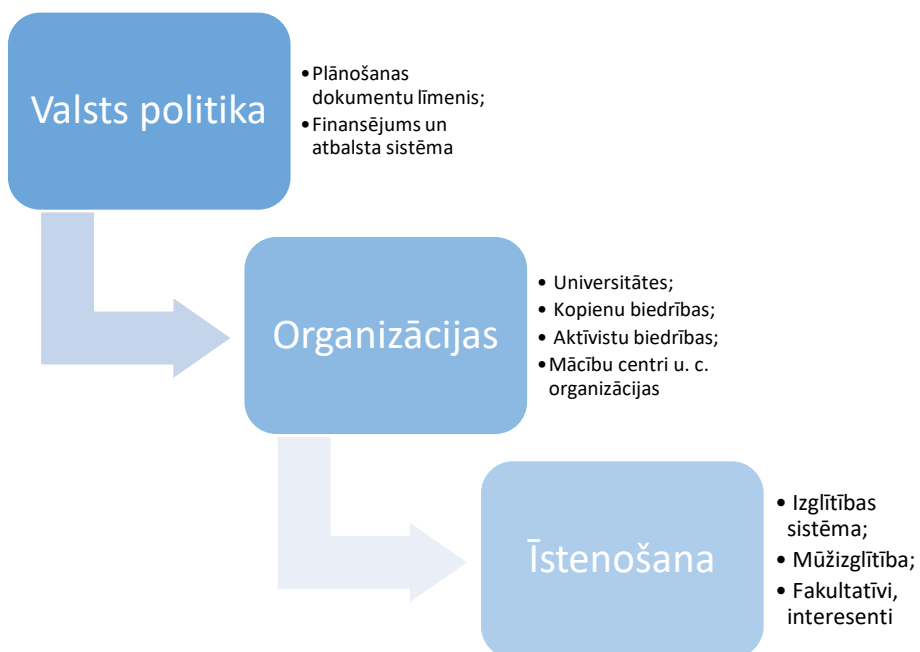 Valsts politika
•Plānošanas
dokumentu līmenis;
•Finansējums un
atbalsta sistēma
Organizācijas
• Universitātes;
• Kopienu biedrības;
• Aktīvistu biedrības;
•Mācību centri u. c.
organizācijas
Īstenošana
• Izglītības
sistēma;
• Mūžizglītība;
• Fakultatīvi,
interesenti